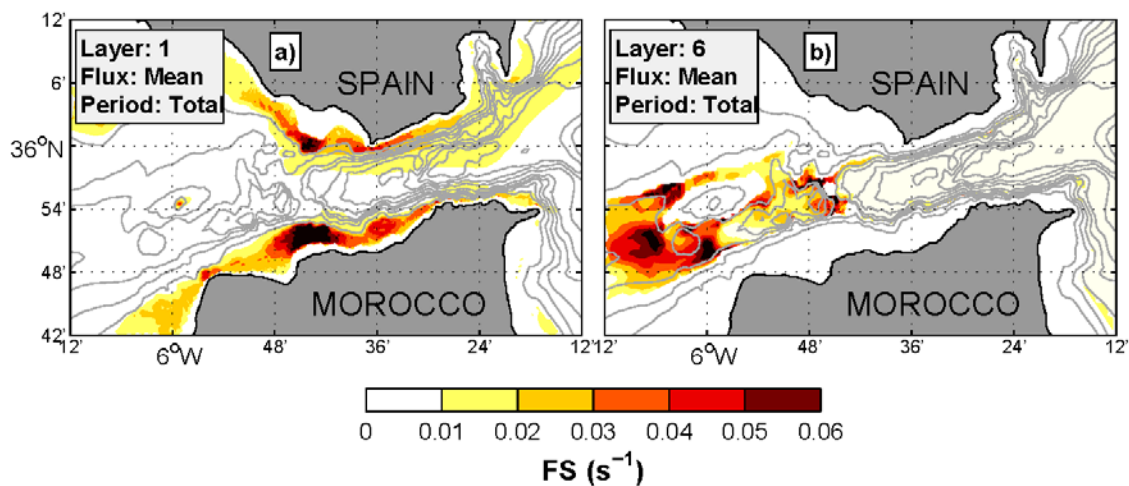 12'
6'
36°N
54'
48'
42'
Layer: 1
Flux: Mean
Period: Total
a)
SPAIN
MOROCCO
12'
6°W
48'
36'
24'
12'
Layer: 6
Flux: Mean
Period: Total
b)
SPAIN
MOROCCO
6°W
48'
36'
24'
12'
0
0.01
0.02
0.03
0.04
0.05
0.06
FS (s⁻¹)